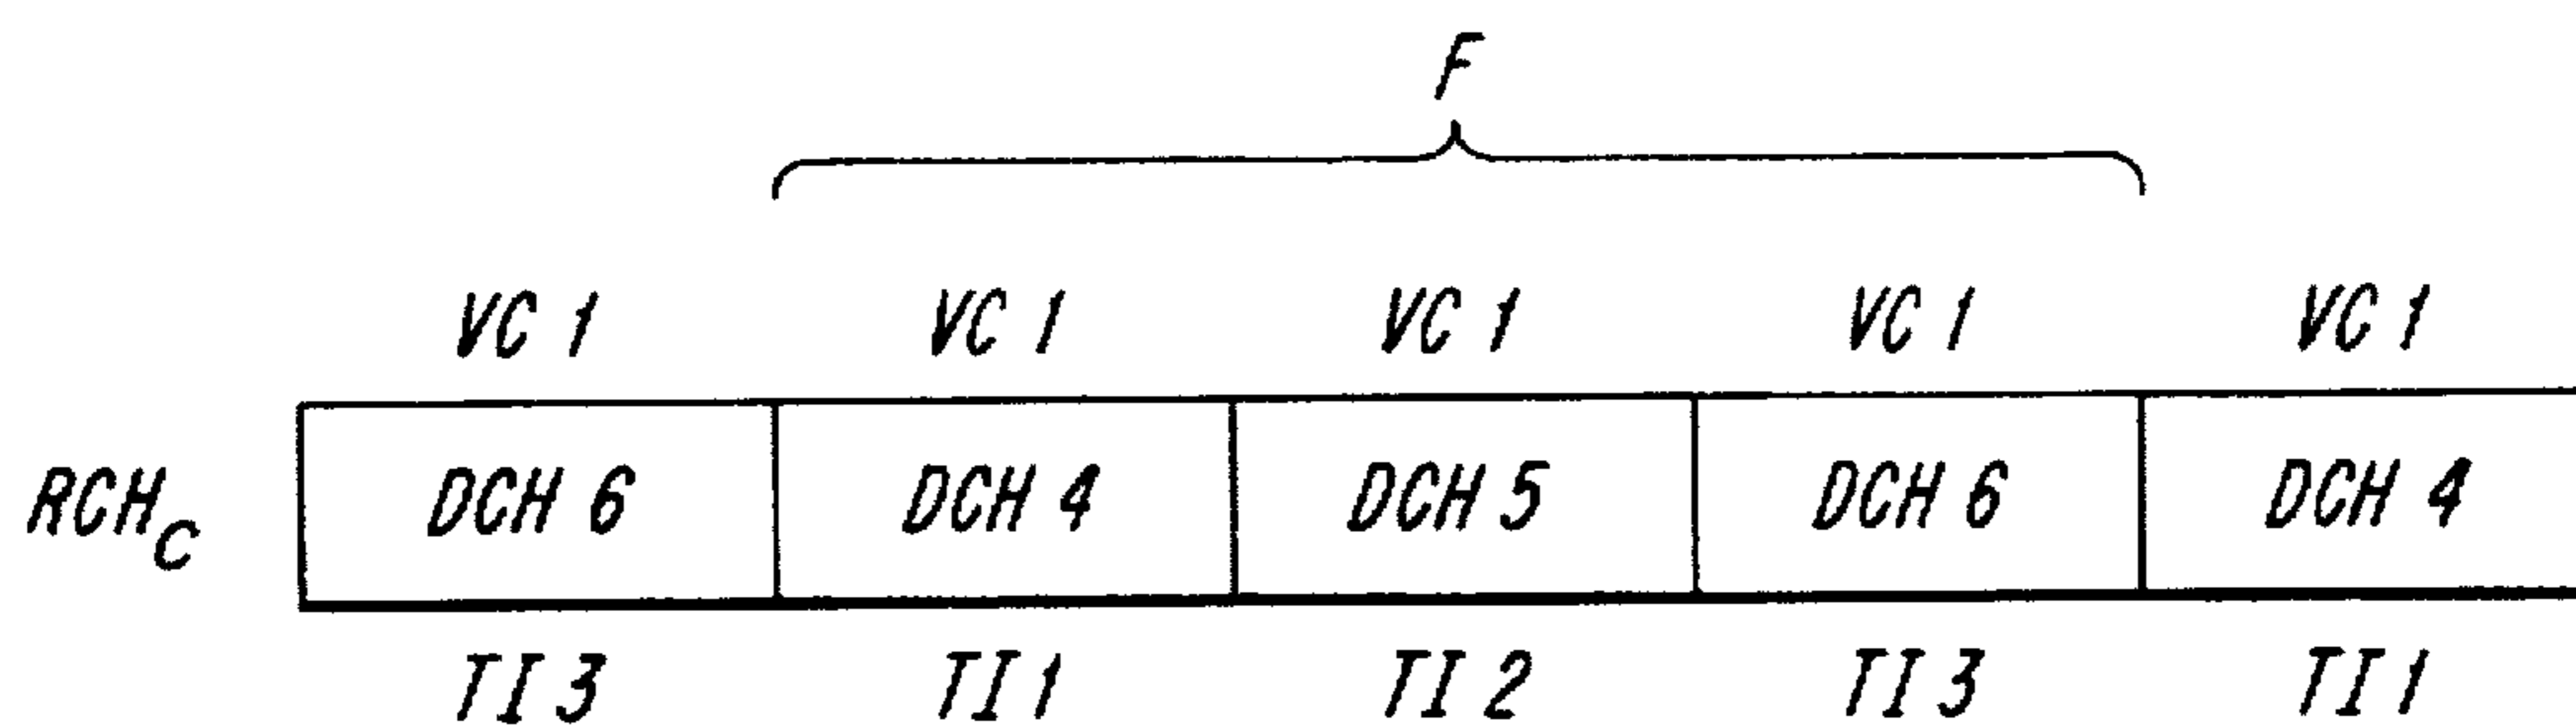 F
VC 1 VC 1 VC 1 VC 1 VC 1
RCH_C DCH 6 DCH 4 DCH 5 DCH 6 DCH 4
TI 3 TI 1 TI 2 TI 3 TI 1